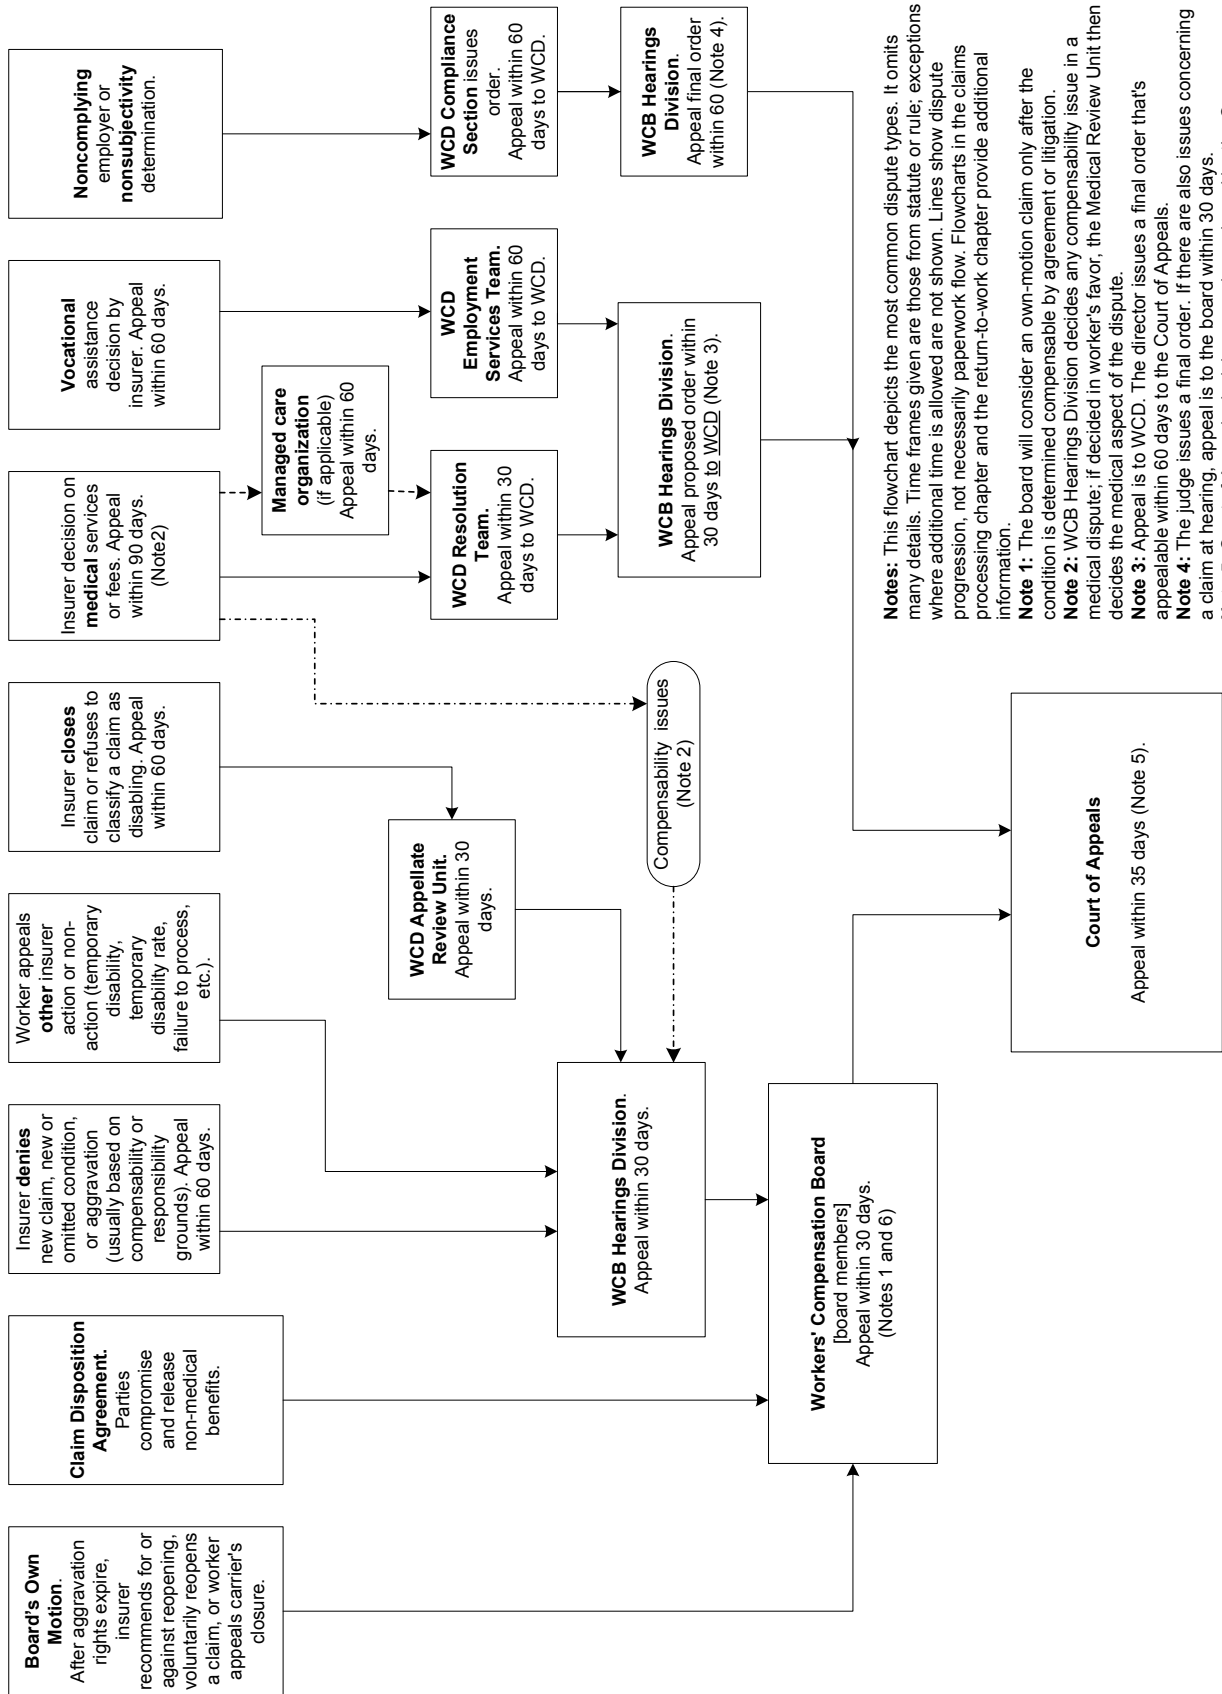 Board's Own
Motion.
After aggravation
rights expire,
insurer
recommends for or
against reopening,
voluntarily reopens
a claim, or worker
appeals carrier's
closure.
Claim Disposition
Agreement.
Parties
compromise
and release
non-medical
benefits.
Insurer denies
new claim, new or
omitted condition,
or aggravation
(usually based on
compensability or
responsibility
grounds). Appeal
within 60 days.
Worker appeals
other insurer
action or non-
action (temporary
disability,
temporary
disability rate,
failure to process,
etc.).
Insurer closes
claim or refuses to
classify a claim as
disabling. Appeal
within 60 days.
Insurer decision on
medical services
or fees. Appeal
within 90 days.
(Note2)
Vocational
assistance
decision by
insurer. Appeal
within 60 days.
Noncomplying
employer or
nonsubjectivity
determination.
Managed care
organization
(if applicable)
Appeal within 60
days.
WCD Appellate
Review Unit.
Appeal within 30
days.
WCD Resolution
Team.
Appeal within 30
days to WCD.
WCD
Employment
Services Team.
Appeal within 60
days to WCD.
WCD Compliance
Section issues
order.
Appeal within 60
days to WCD.
WCB Hearings Division.
Appeal within 30 days.
Compensability issues
(Note 2)
WCB Hearings Division.
Appeal proposed order within
30 days to WCD (Note 3).
WCB Hearings
Division.
Appeal final order
within 60 (Note 4).
Workers' Compensation Board
[board members]
Appeal within 30 days.
(Notes 1 and 6)
Court of Appeals
Appeal within 35 days (Note 5).
Notes: This flowchart depicts the most common dispute types. It omits
many details. Time frames given are those from statute or rule; exceptions
where additional time is allowed are not shown. Lines show dispute
progression, not necessarily paperwork flow. Flowcharts in the claims
processing chapter and the return-to-work chapter provide additional
information.
Note 1: The board will consider an own-motion claim only after the
condition is determined compensable by agreement or litigation.
Note 2: WCB Hearings Division decides any compensability issue in a
medical dispute; if decided in worker's favor, the Medical Review Unit then
decides the medical aspect of the dispute.
Note 3: Appeal is to WCD. The director issues a final order that's
appealable within 60 days to the Court of Appeals.
Note 4: The judge issues a final order. If there are also issues concerning
a claim at hearing, appeal is to the board within 30 days.